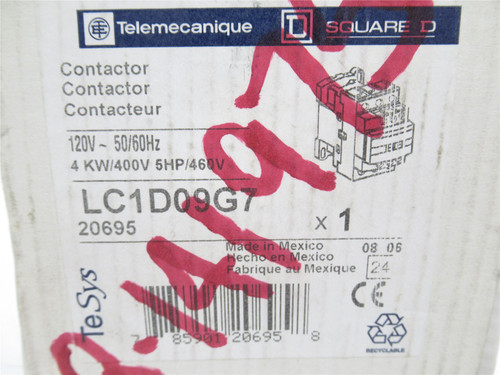 Telemecanique SQUARE D
Contactor
Contactor
Contacteur
120V~ 50/60Hz
4 KW/400V 5HP/460V
LC1D09G7
x 1
20695
Made in Mexico
Hecho en Mexico
Fabriqué au Mexique
08 06
24
TeSys
CE
7 85901 20695 8
RECYCLABLE